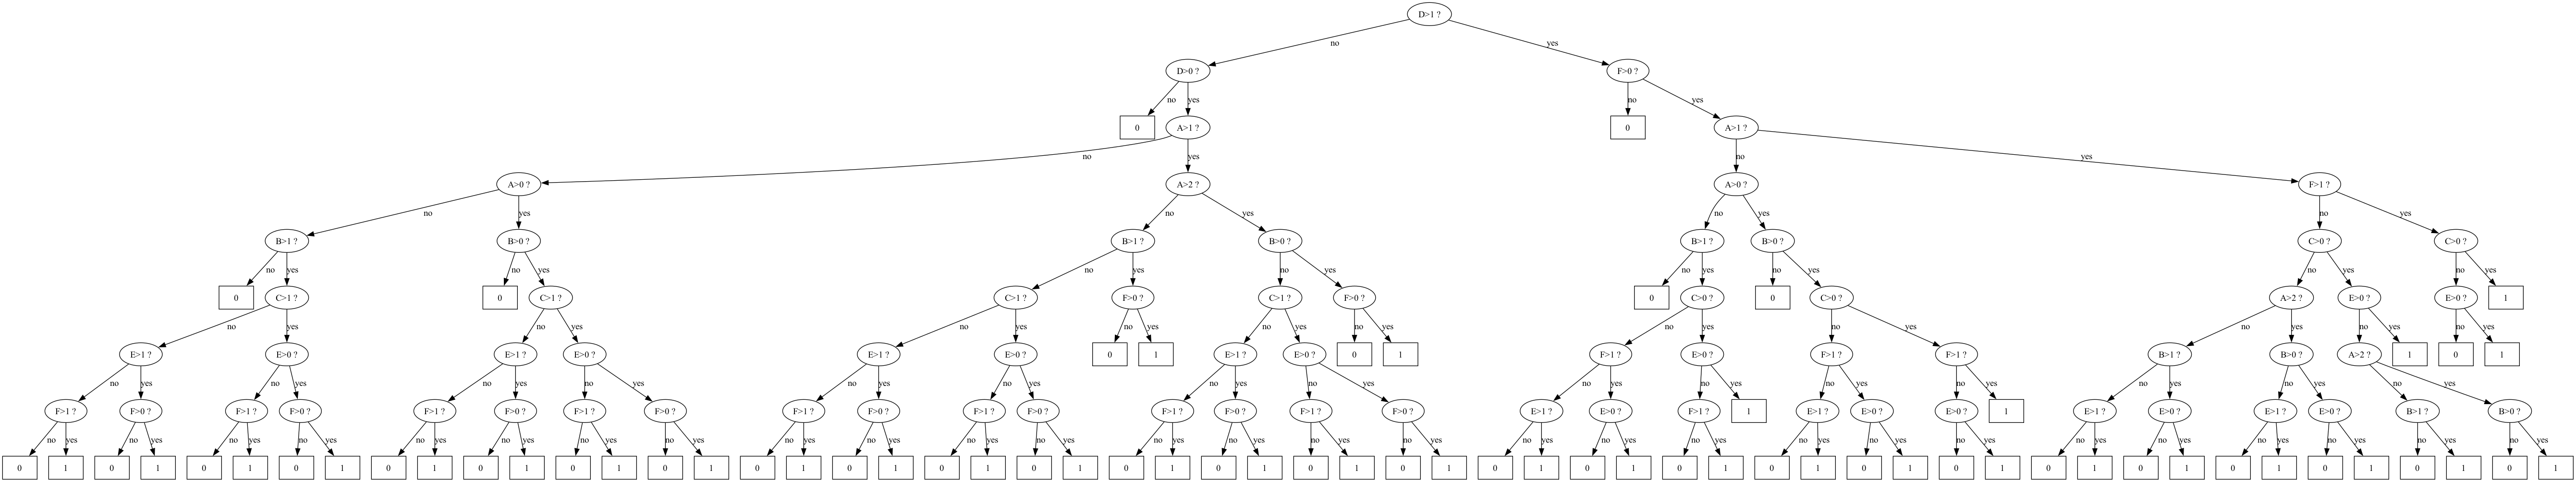 D>1 ?
no yes
D>0 ? F>0 ?
no yes no yes
0 A>1 ? 0 A>1 ?
no yes no yes
A>0 ? A>2 ? A>0 ? F>1 ?
no yes no yes no yes no yes
B>1 ? B>0 ? B>1 ? B>0 ? B>1 ? B>0 ? C>0 ? C>0 ?
no yes no yes no yes no yes no yes no yes no yes no yes
0 C>1 ? 0 C>1 ? C>1 ? F>0 ? C>1 ? F>0 ? 0 C>0 ? 0 C>0 ? A>2 ? E>0 ? E>0 ? 1
no yes no yes no yes no yes no yes no yes no yes no yes no yes no yes no yes
E>1 ? E>0 ? E>1 ? E>0 ? E>1 ? E>0 ? 0 1 E>1 ? E>0 ? 0 1 F>1 ? E>0 ? F>1 ? F>1 ? B>1 ? B>0 ? A>2 ? 1 0 1
no yes no yes no yes no yes no yes no yes no yes no yes no yes no yes no yes no yes no yes no yes no yes
F>1 ? F>0 ? F>1 ? F>0 ? F>1 ? F>0 ? F>1 ? F>0 ? F>1 ? F>0 ? F>1 ? F>0 ? F>1 ? F>0 ? F>1 ? F>0 ? E>1 ? E>0 ? F>1 ? 1 E>1 ? E>0 ? E>0 ? 1 E>1 ? E>0 ? E>1 ? E>0 ? B>1 ? B>0 ?
no yes no yes no yes no yes no yes no yes no yes no yes no yes no yes no yes no yes no yes no yes no yes no yes no yes no yes no yes no yes no yes no yes no yes no yes no yes no yes no yes no yes
0 1 0 1 0 1 0 1 0 1 0 1 0 1 0 1 0 1 0 1 0 1 0 1 0 1 0 1 0 1 0 1 0 1 0 1 0 1 0 1 0 1 0 1 0 1 0 1 0 1 0 1 0 1 0 1